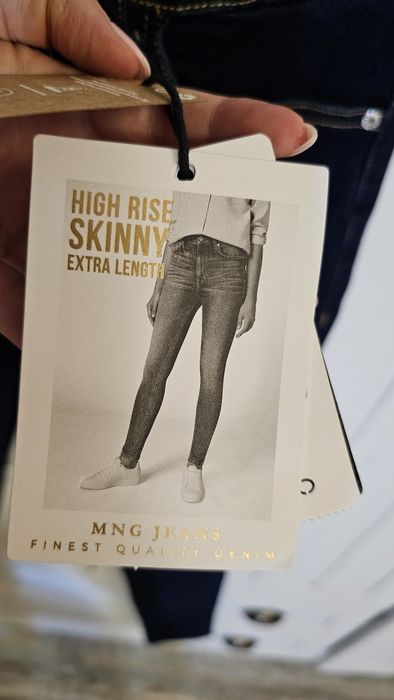 HIGH RISE
SKINNY
EXTRA LENGTH
MNG JEANS
FINEST QUALITY DENIM